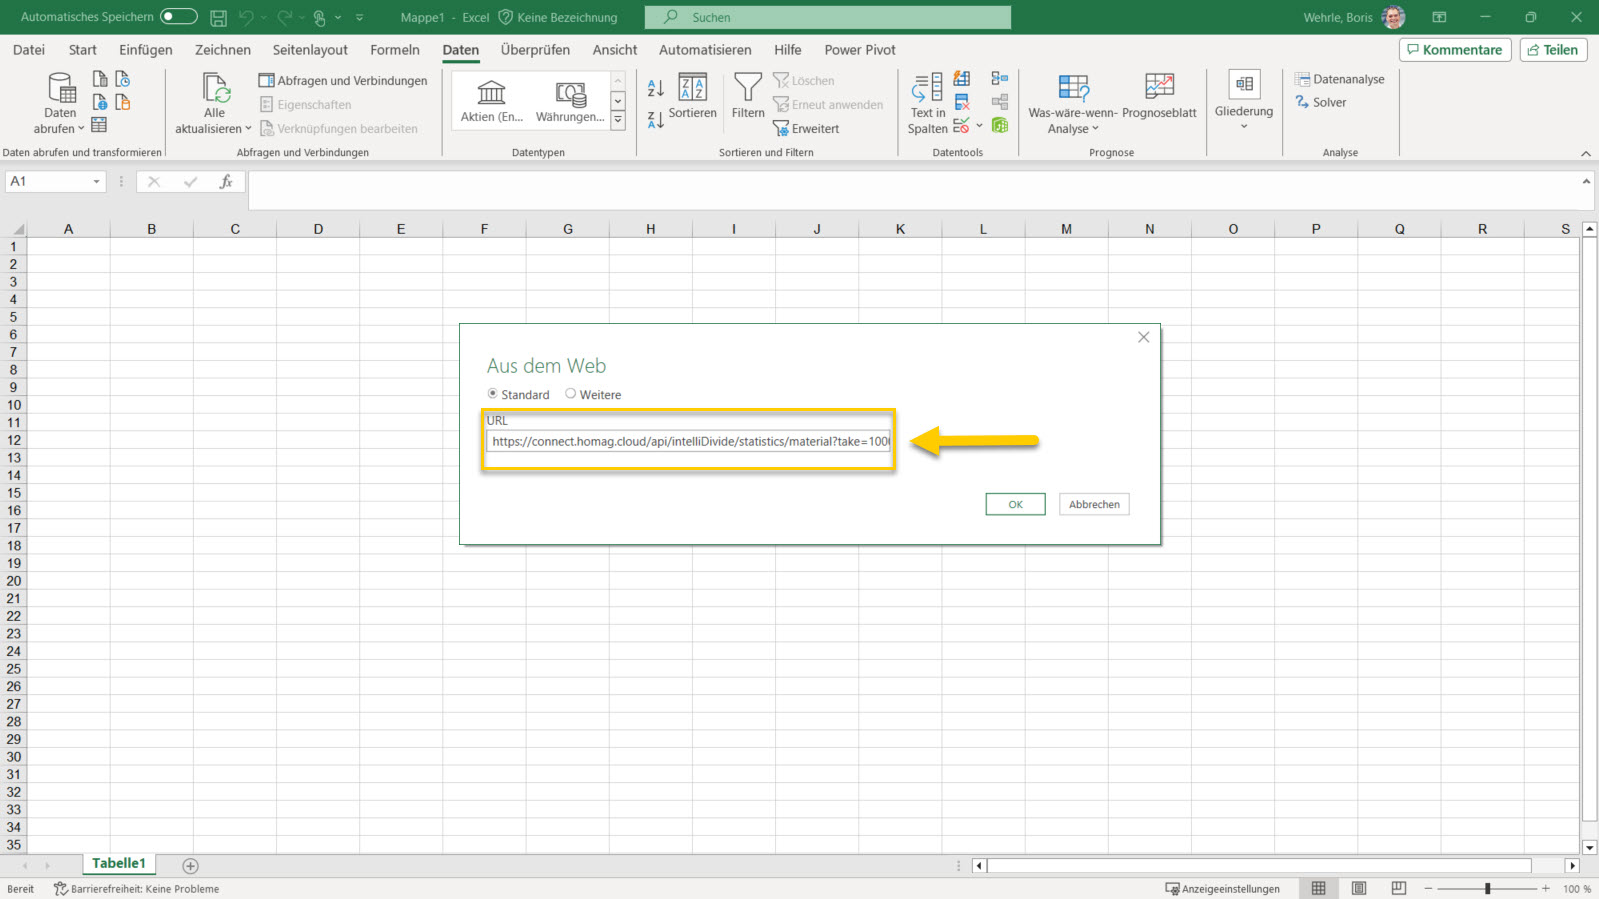 Automatisches Speichern
Mappe1 - Excel
Keine Bezeichnung
Suchen
Wehrle, Boris
Datei Start Einfügen Zeichnen Seitenlayout Formeln Daten Überprüfen Ansicht Automatisieren Hilfe Power Pivot
Kommentare
Teilen
Daten abrufen
Daten abrufen und transformieren
Alle aktualisieren
Abfragen und Verbindungen
Eigenschaften
Verknüpfungen bearbeiten
Abfragen und Verbindungen
Aktien (En...
Währungen...
Datentypen
Sortieren
Filtern
Löschen
Erneut anwenden
Erweitert
Sortieren und Filtern
Text in Spalten
Datentools
Was-wäre-wenn-Analyse
Prognoseblatt
Prognose
Gliederung
Datenanalyse
Solver
Analyse
A1
fx
A B C D E F G H I J K L M N O P Q R S
1
2
3
4
5
6
7
8
9
10
11
12
13
14
15
16
17
18
19
20
21
22
23
24
25
26
27
28
29
30
31
32
33
34
35
Aus dem Web
Standard Weitere
URL
https://connect.homag.cloud/api/intelliDivide/statistics/material?take=100
OK
Abbrechen
Tabelle1
Bereit
Barrierefreiheit: Keine Probleme
Anzeigeeinstellungen
100 %